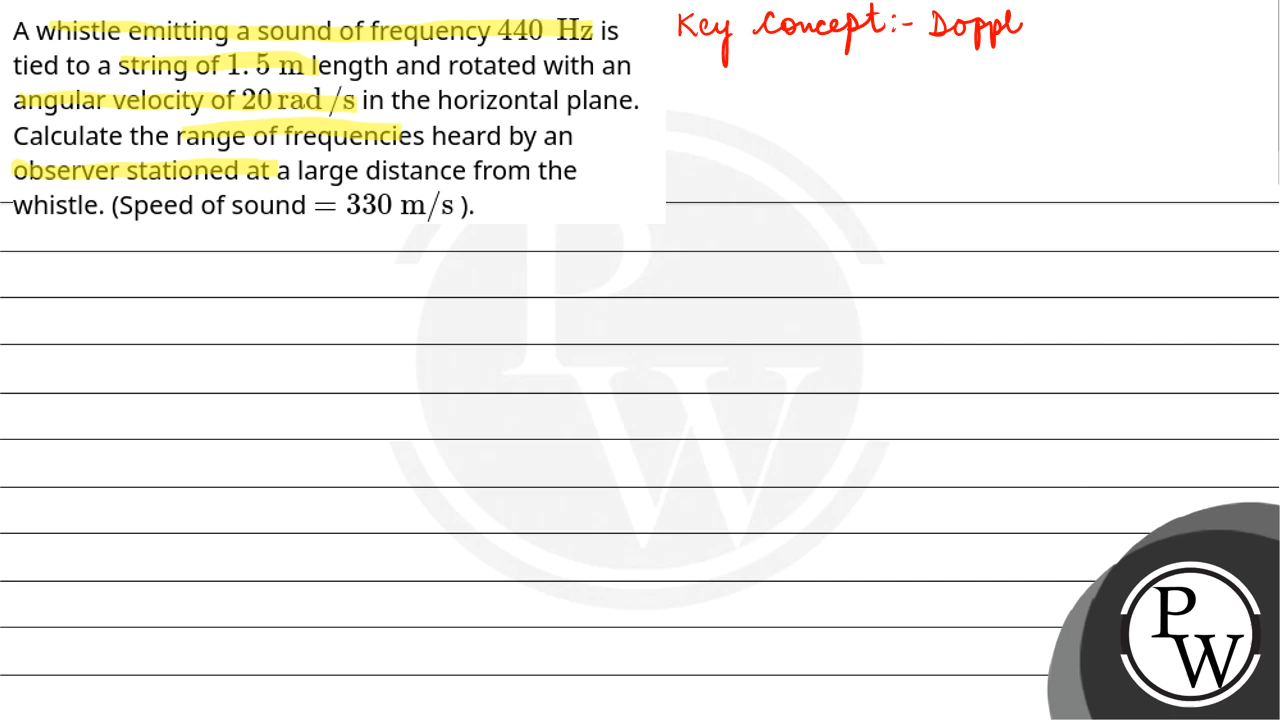 A whistle emitting a sound of frequency 440 Hz is
tied to a string of 1. 5 m length and rotated with an
angular velocity of 20 rad /s in the horizontal plane.
Calculate the range of frequencies heard by an
observer stationed at a large distance from the
whistle. (Speed of sound = 330 m/s ).
Key Concept:- Doppl
P
W
P
W